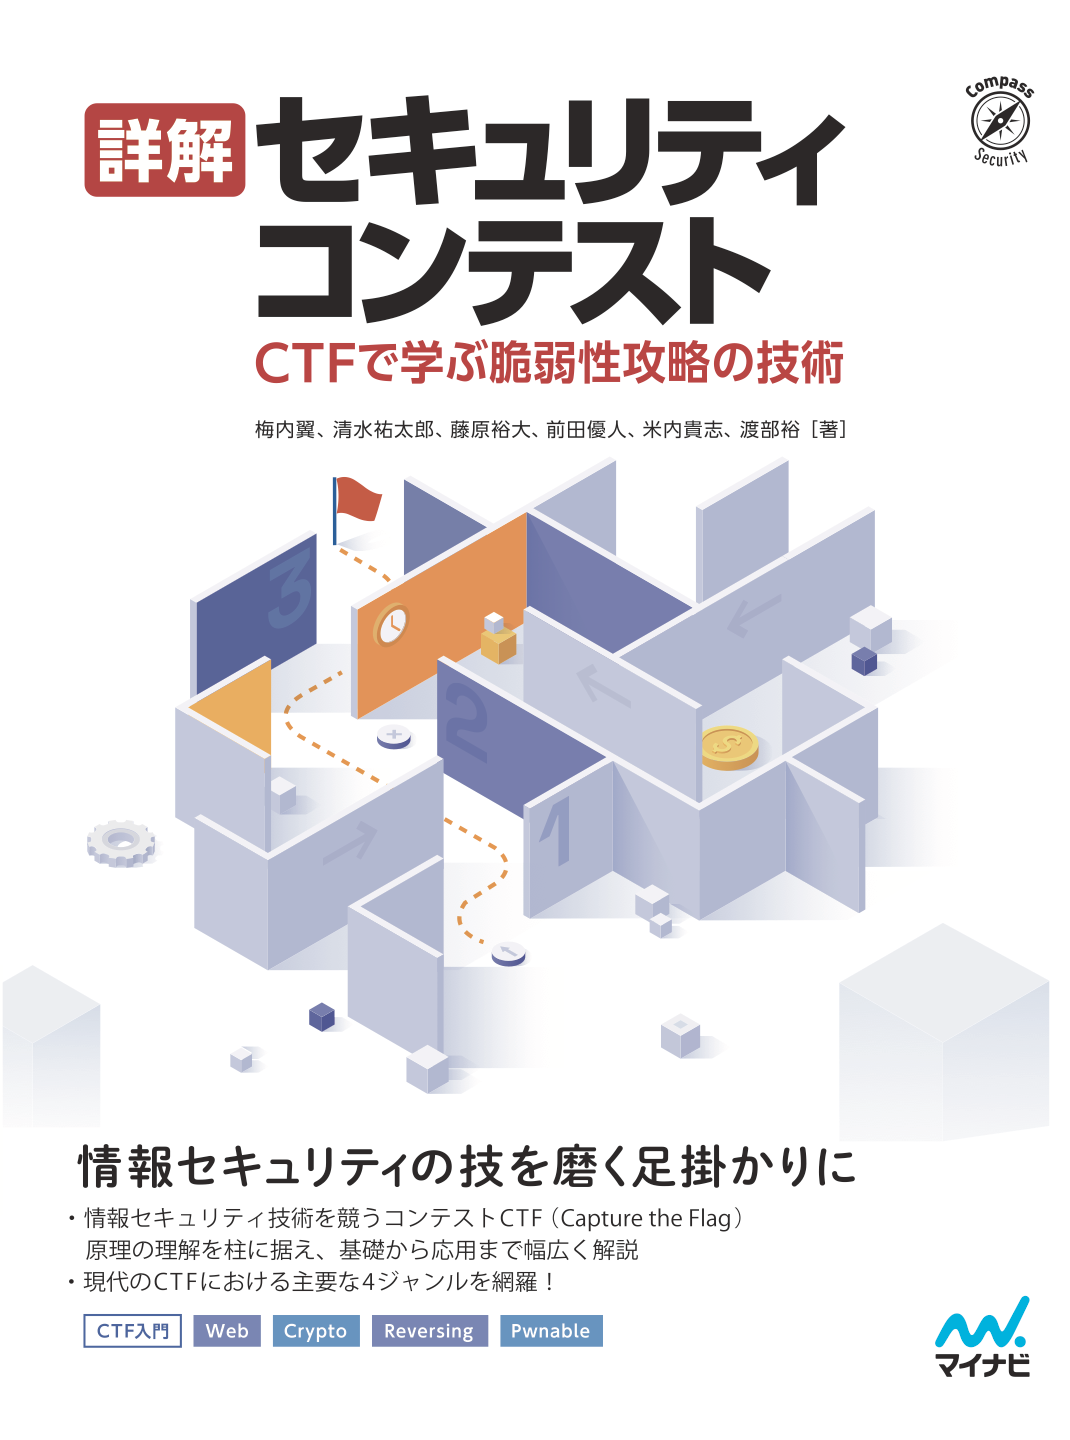 詳解
セキュリティ
コンテスト
Compass
Security
CTFで学ぶ脆弱性攻略の技術
梅内翼、清水祐太郎、藤原裕大、前田優人、米内貴志、渡部裕［著］
3
2
1
情報セキュリティの技を磨く足掛かりに
・情報セキュリティ技術を競うコンテストCTF（Capture the Flag）
原理の理解を柱に据え、基礎から応用まで幅広く解説
・現代のCTFにおける主要な4ジャンルを網羅！
CTF入門 Web Crypto Reversing Pwnable
マイナビ